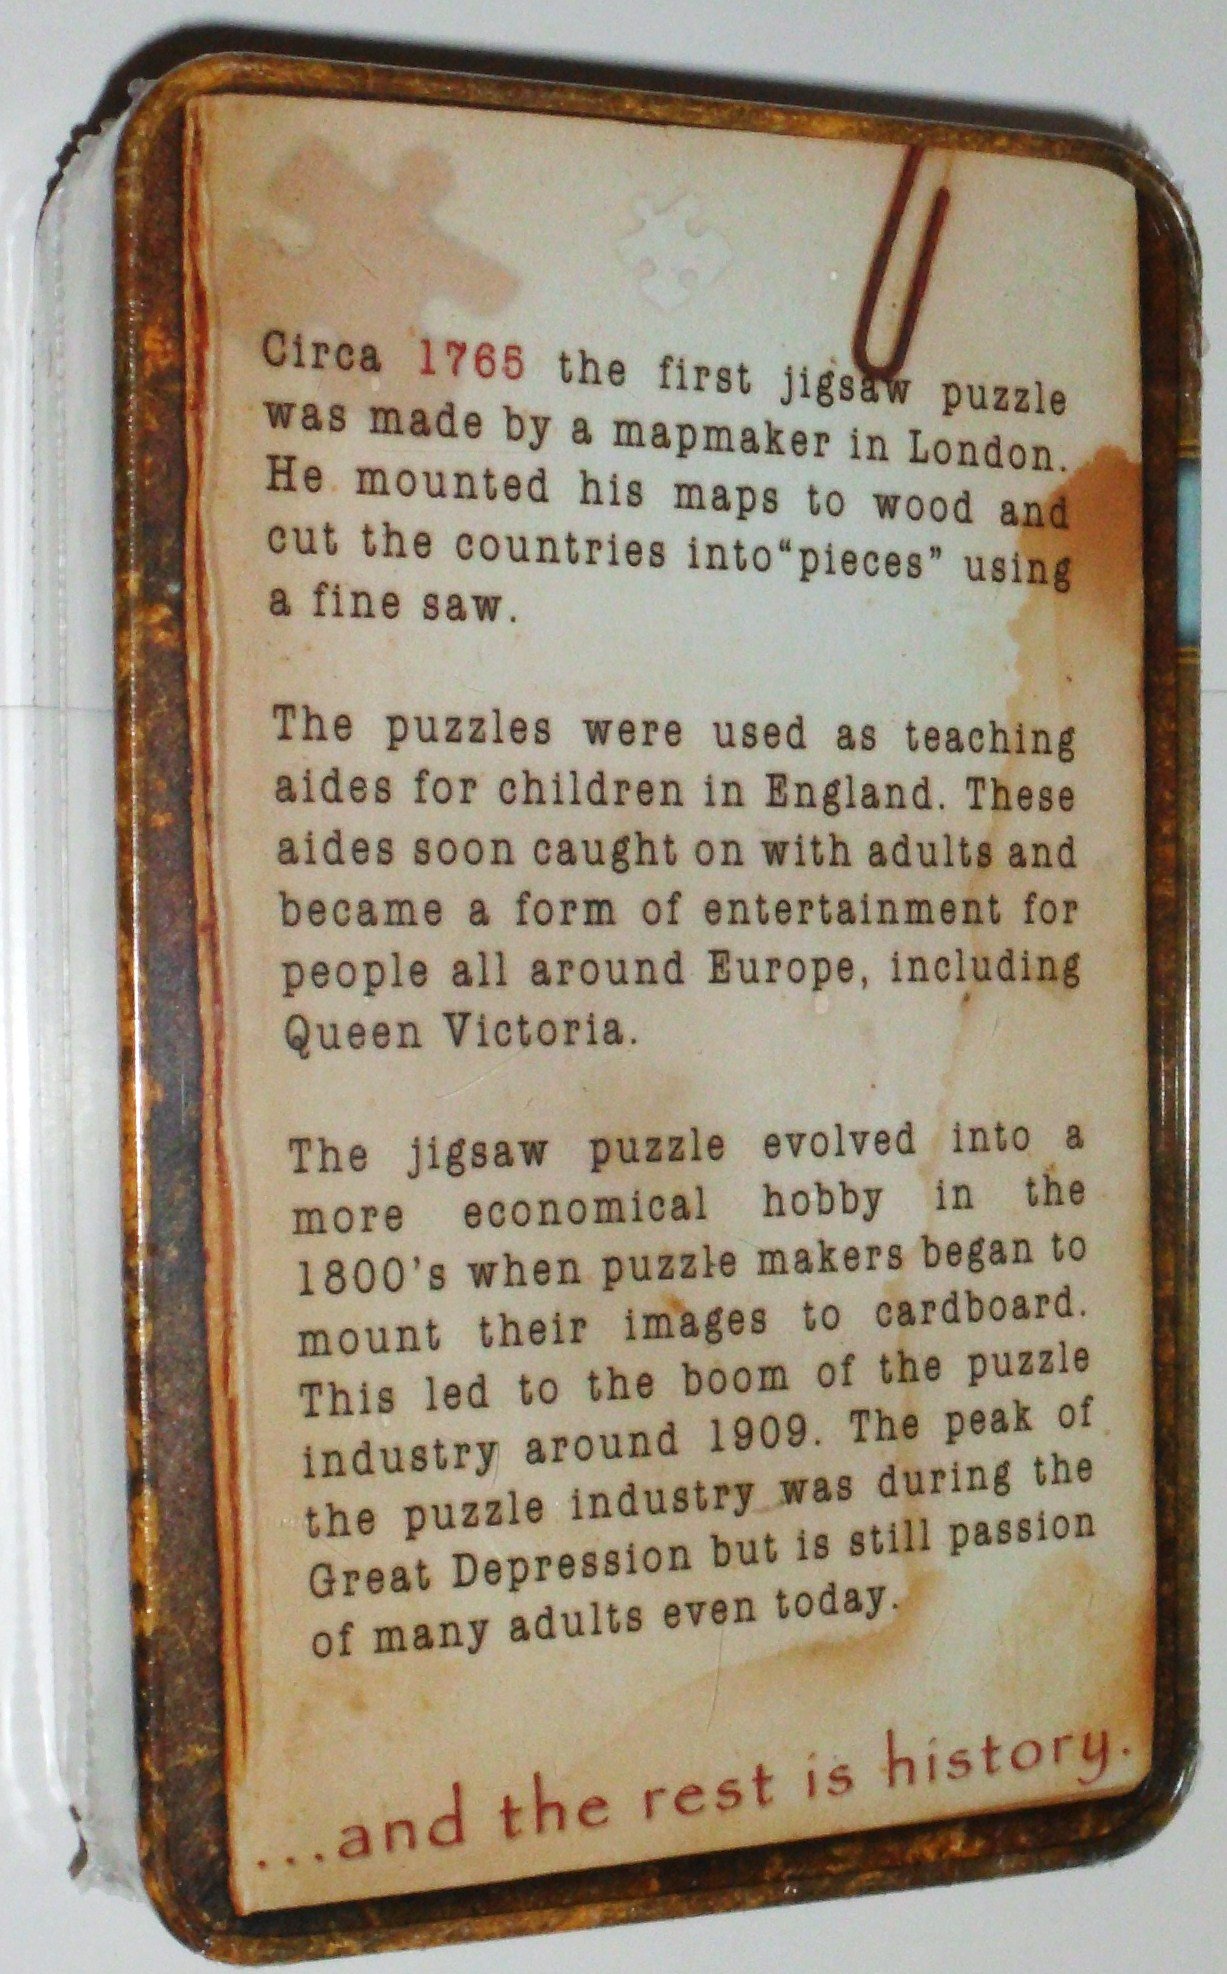 Circa 1765 the first jigsaw puzzle
was made by a mapmaker in London.
He mounted his maps to wood and
cut the countries into“pieces” using
a fine saw.
The puzzles were used as teaching
aides for children in England. These
aides soon caught on with adults and
became a form of entertainment for
people all around Europe, including
Queen Victoria.
The jigsaw puzzle evolved into a
more economical hobby in the
1800's when puzzle makers began to
mount their images to cardboard.
This led to the boom of the puzzle
industry around 1909. The peak of
the puzzle industry was during the
Great Depression but is still passion
of many adults even today.
...and the rest is history.